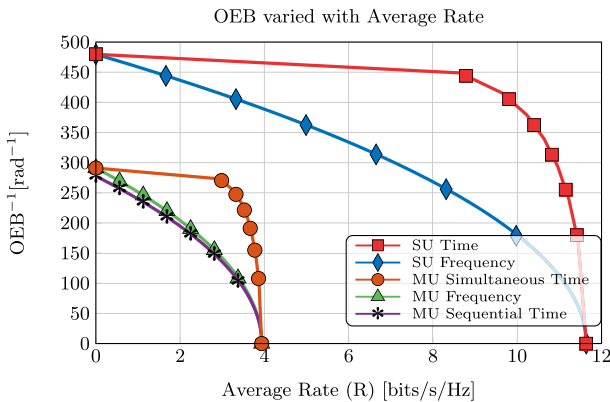 OEB varied with Average Rate
500
450
400
350
300
250
200
150
100
50
0
OEB⁻¹[rad⁻¹]
SU Time
SU Frequency
MU Simultaneous Time
MU Frequency
MU Sequential Time
0 2 4 6 8 10 12
Average Rate (R) [bits/s/Hz]